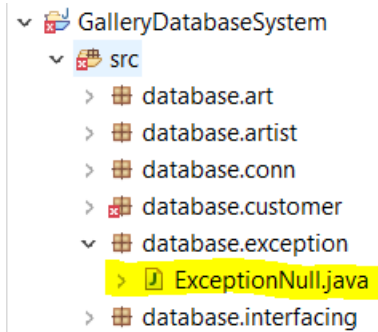 GalleryDatabaseSystem
src
database.art
database.artist
database.conn
database.customer
database.exception
ExceptionNull.java
database.interfacing